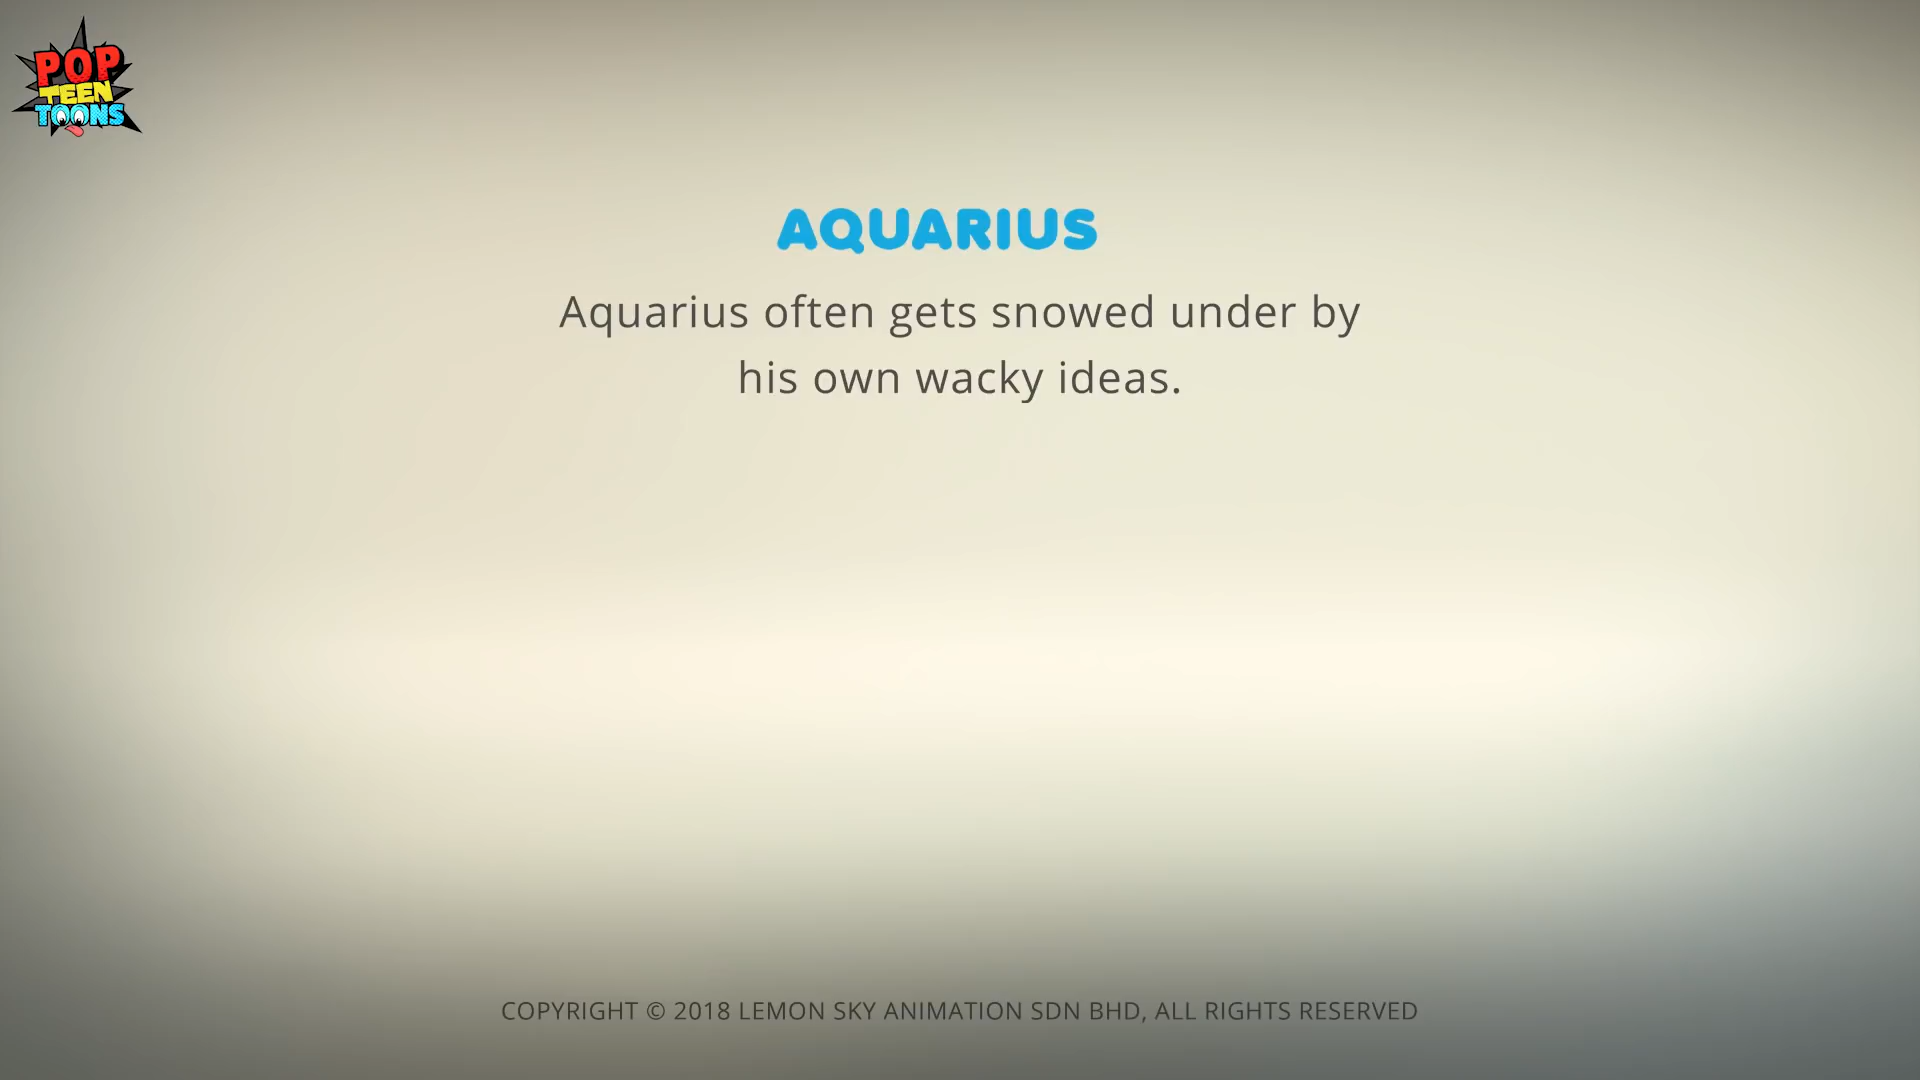 POP
TEEN
TOONS
AQUARIUS
Aquarius often gets snowed under by
his own wacky ideas.
COPYRIGHT © 2018 LEMON SKY ANIMATION SDN BHD, ALL RIGHTS RESERVED